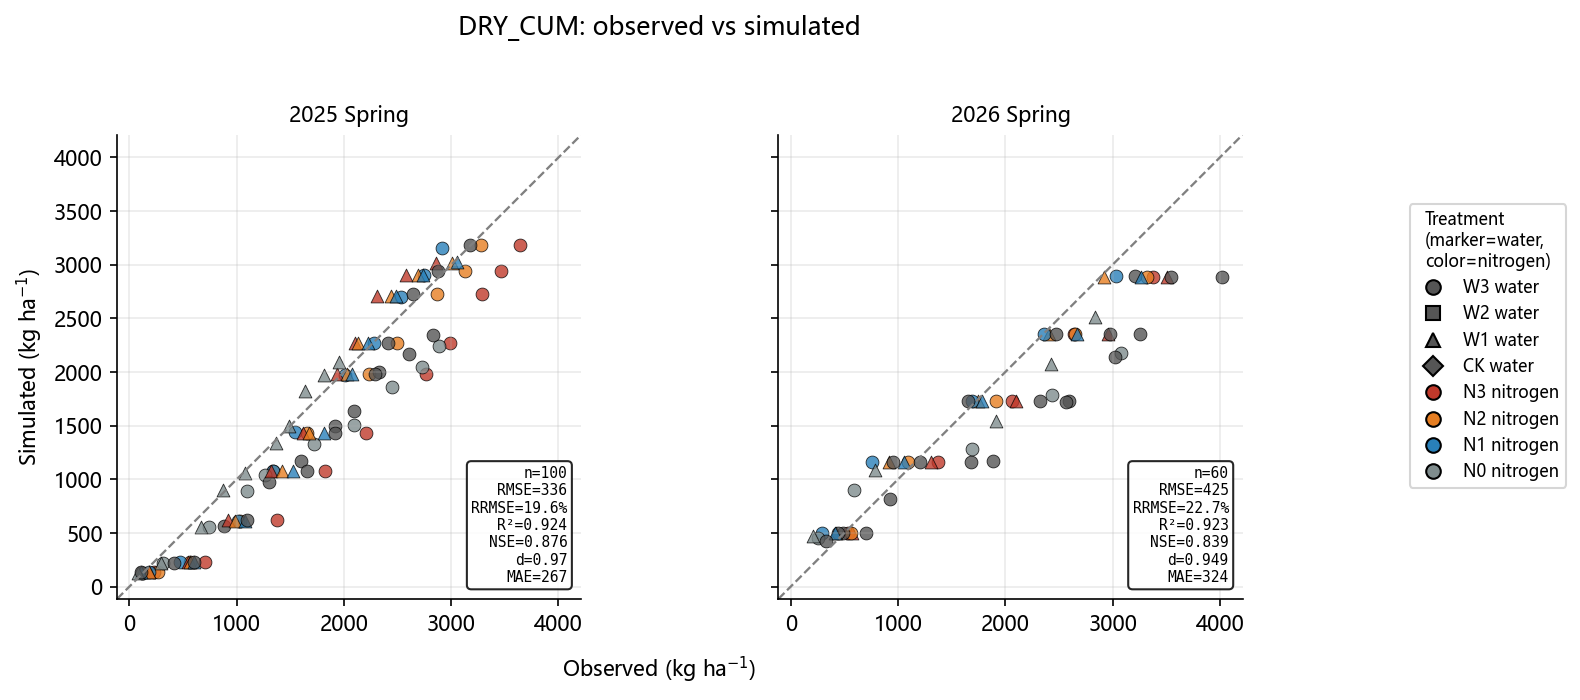 DRY_CUM: observed vs simulated
2025 Spring
2026 Spring
Simulated (kg ha⁻¹)
4000
3500
3000
2500
2000
1500
1000
500
0
0 1000 2000 3000 4000
n=100
RMSE=336
RRMSE=19.6%
R²=0.924
NSE=0.876
d=0.97
MAE=267
0 1000 2000 3000 4000
n=60
RMSE=425
RRMSE=22.7%
R²=0.923
NSE=0.839
d=0.949
MAE=324
Observed (kg ha⁻¹)
Treatment
(marker=water,
color=nitrogen)
W3 water
W2 water
W1 water
CK water
N3 nitrogen
N2 nitrogen
N1 nitrogen
N0 nitrogen